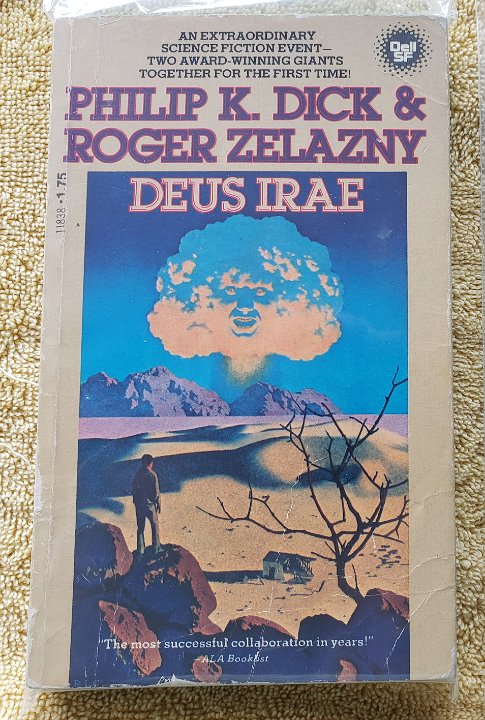 AN EXTRAORDINARY
SCIENCE FICTION EVENT—
TWO AWARD-WINNING GIANTS
TOGETHER FOR THE FIRST TIME!
Dell
SF
PHILIP K. DICK &
ROGER ZELAZNY
DEUS IRAE
11838 • 1.75
"The most successful collaboration in years!"
—ALA Booklist